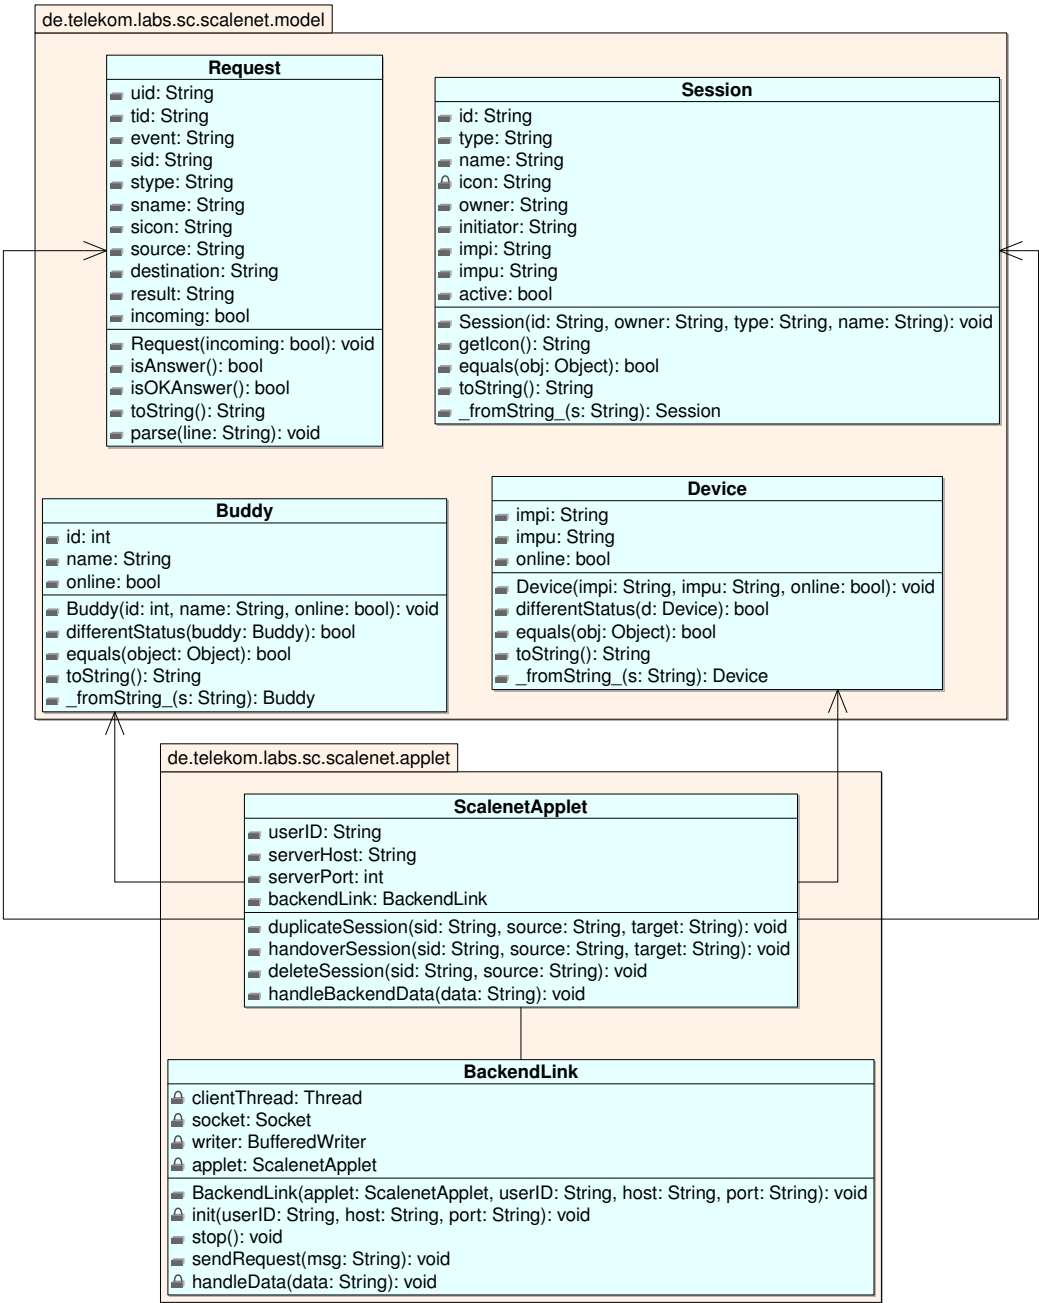 de.telekom.labs.sc.scalenet.model
Request
uid: String
tid: String
event: String
sid: String
stype: String
sname: String
sicon: String
source: String
destination: String
result: String
incoming: bool
Request(incoming: bool): void
isAnswer(): bool
isOKAnswer(): bool
toString(): String
parse(line: String): void
Session
id: String
type: String
name: String
icon: String
owner: String
initiator: String
impi: String
impu: String
active: bool
Session(id: String, owner: String, type: String, name: String): void
getIcon(): String
equals(obj: Object): bool
toString(): String
_fromString_(s: String): Session
Buddy
id: int
name: String
online: bool
Buddy(id: int, name: String, online: bool): void
differentStatus(buddy: Buddy): bool
equals(object: Object): bool
toString(): String
_fromString_(s: String): Buddy
Device
impi: String
impu: String
online: bool
Device(impi: String, impu: String, online: bool): void
differentStatus(d: Device): bool
equals(obj: Object): bool
toString(): String
_fromString_(s: String): Device
de.telekom.labs.sc.scalenet.applet
ScalenetApplet
userID: String
serverHost: String
serverPort: int
backendLink: BackendLink
duplicateSession(sid: String, source: String, target: String): void
handoverSession(sid: String, source: String, target: String): void
deleteSession(sid: String, source: String): void
handleBackendData(data: String): void
BackendLink
clientThread: Thread
socket: Socket
writer: BufferedWriter
applet: ScalenetApplet
BackendLink(applet: ScalenetApplet, userID: String, host: String, port: String): void
init(userID: String, host: String, port: String): void
stop(): void
sendRequest(msg: String): void
handleData(data: String): void